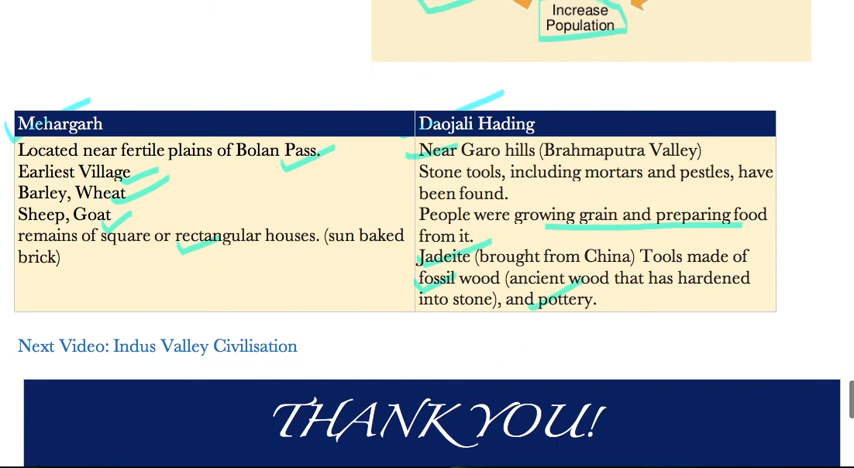 Increase
Population
Mehargarh
Located near fertile plains of Bolan Pass.
Earliest Village
Barley, Wheat
Sheep, Goat
remains of square or rectangular houses. (sun baked
brick)
Daojali Hading
Near Garo hills (Brahmaputra Valley)
Stone tools, including mortars and pestles, have
been found.
People were growing grain and preparing food
from it.
Jadeite (brought from China) Tools made of
fossil wood (ancient wood that has hardened
into stone), and pottery.
Next Video: Indus Valley Civilisation
THANK YOU!